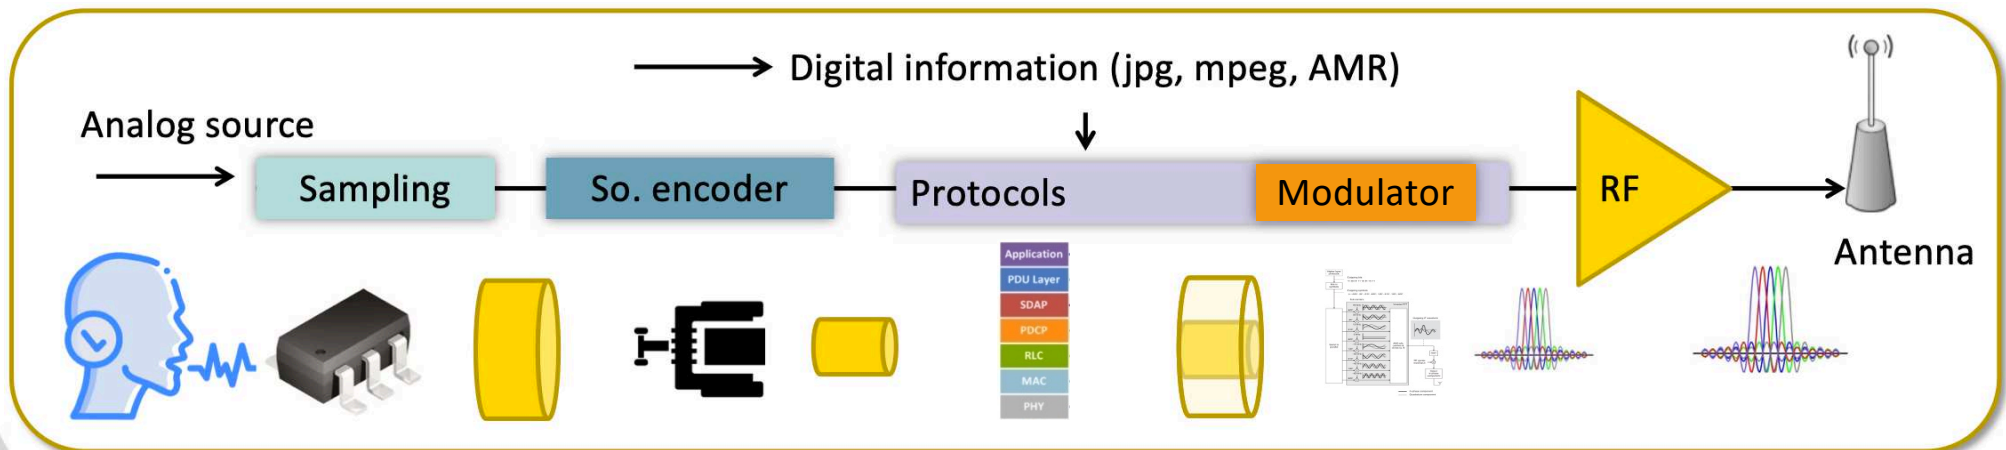 Digital information (jpg, mpeg, AMR)
Analog source
Sampling
So. encoder
Protocols
Modulator
RF
Antenna
Application
PDU Layer
SDAP
PDCP
RLC
MAC
PHY